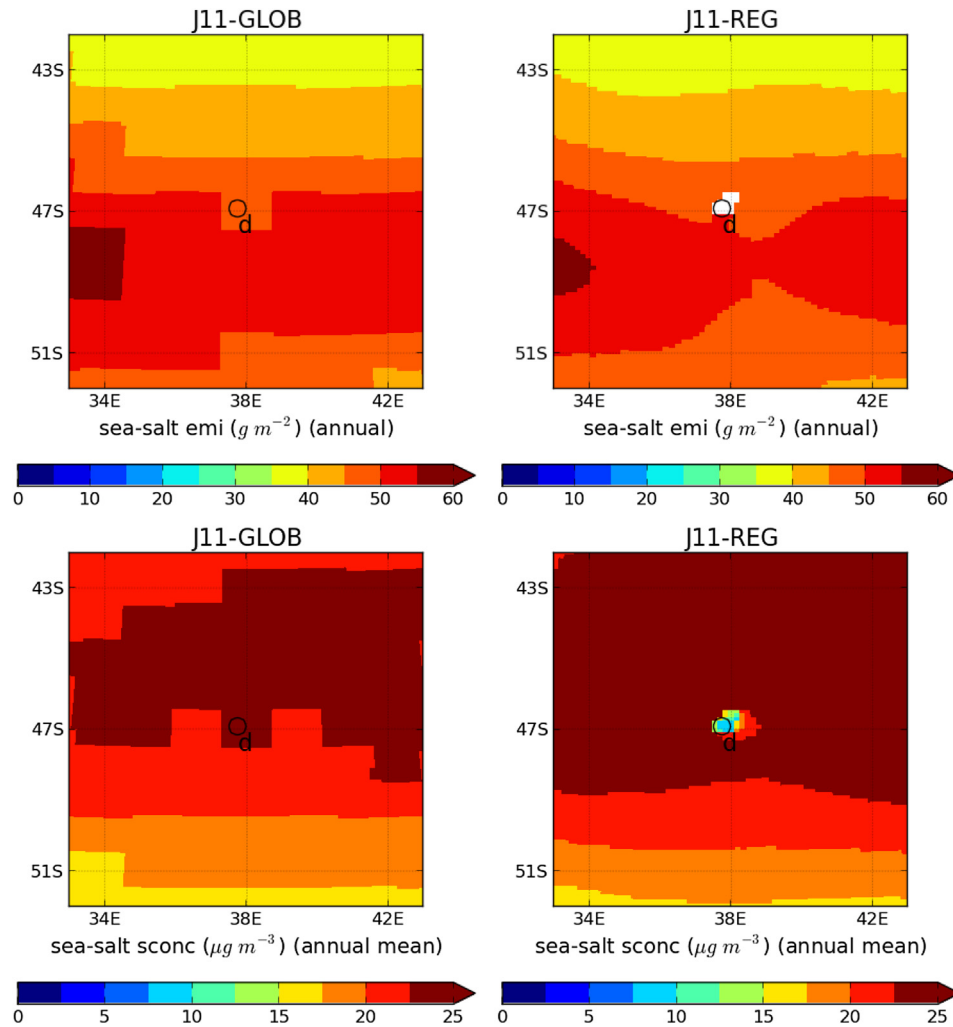 J11-GLOB
J11-REG
43S
47S
51S
d
34E 38E 42E
sea-salt emi (g m⁻²) (annual)
0 10 20 30 40 50 60
43S
47S
51S
d
34E 38E 42E
sea-salt emi (g m⁻²) (annual)
0 10 20 30 40 50 60
J11-GLOB
J11-REG
43S
47S
51S
d
34E 38E 42E
sea-salt sconc (μg m⁻³) (annual mean)
0 5 10 15 20 25
43S
47S
51S
d
34E 38E 42E
sea-salt sconc (μg m⁻³) (annual mean)
0 5 10 15 20 25